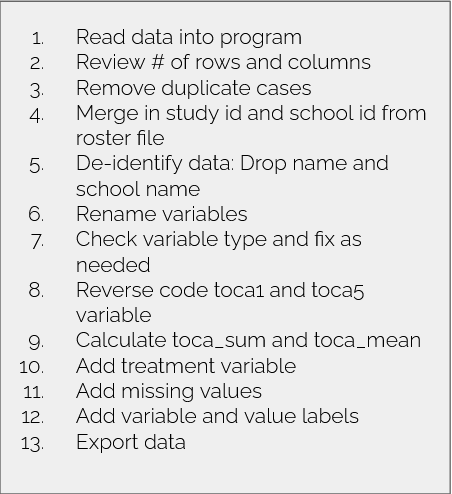 1. Read data into program
2. Review # of rows and columns
3. Remove duplicate cases
4. Merge in study id and school id from
roster file
5. De-identify data: Drop name and
school name
6. Rename variables
7. Check variable type and fix as
needed
8. Reverse code toca1 and toca5
variable
9. Calculate toca_sum and toca_mean
10. Add treatment variable
11. Add missing values
12. Add variable and value labels
13. Export data